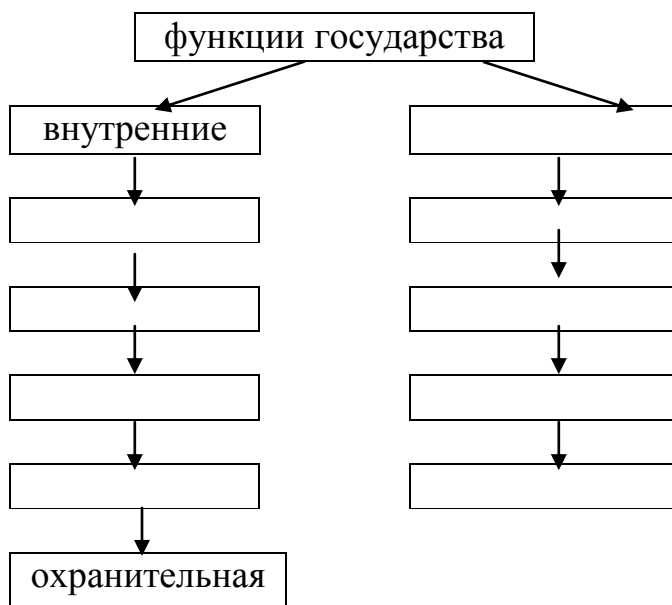 функции государства
внутренние
охранительная